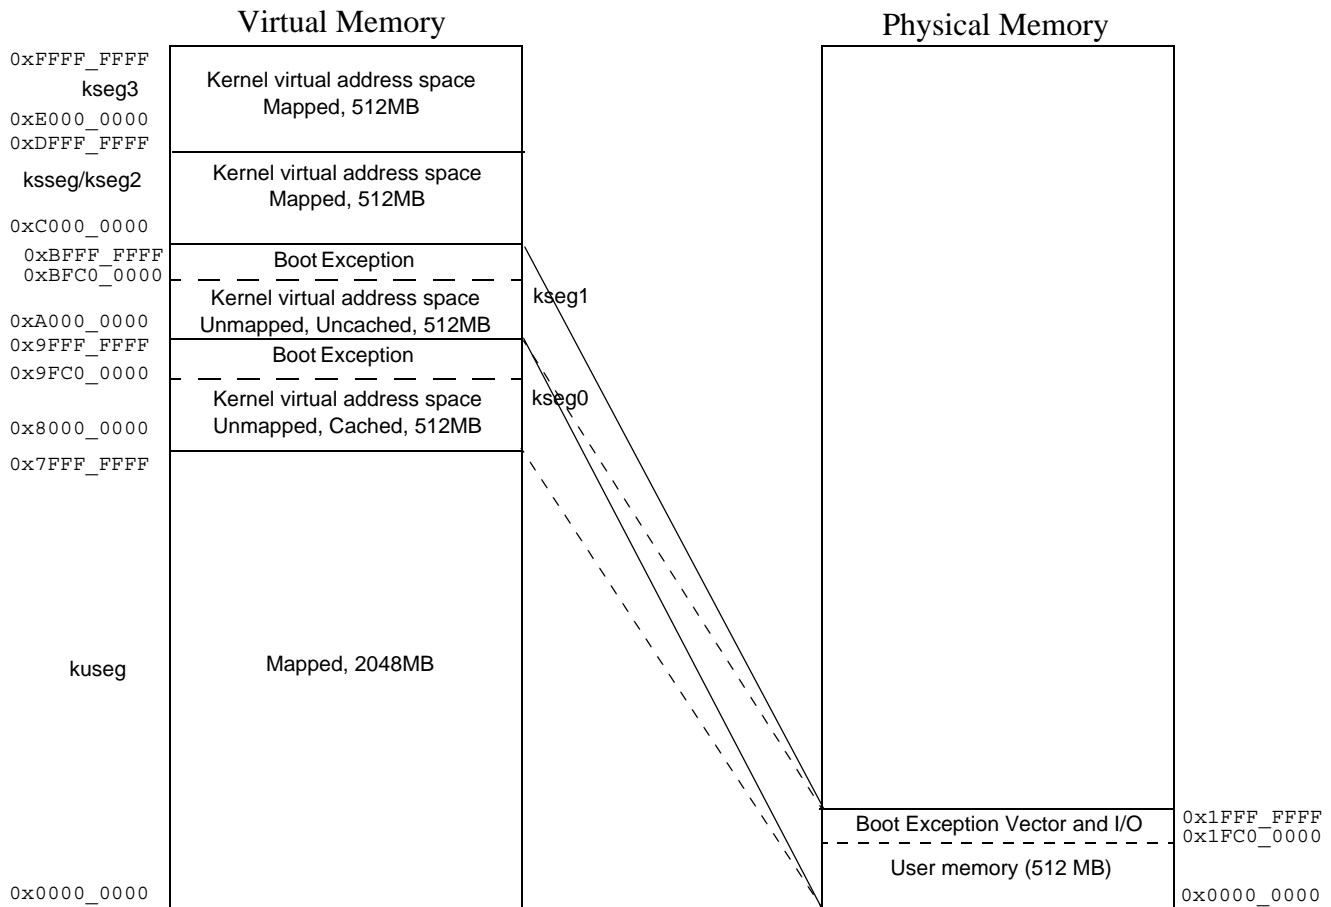 Virtual Memory
Physical Memory
0xFFFF_FFFF
kseg3
Kernel virtual address space
Mapped, 512MB
0xE000_0000
0xDFFF_FFFF
ksseg/kseg2
Kernel virtual address space
Mapped, 512MB
0xC000_0000
0xBFFF_FFFF
0xBFC0_0000
Boot Exception
Kernel virtual address space
Unmapped, Uncached, 512MB
kseg1
0xA000_0000
0x9FFF_FFFF
Boot Exception
0x9FC0_0000
Kernel virtual address space
Unmapped, Cached, 512MB
kseg0
0x8000_0000
0x7FFF_FFFF
kuseg
Mapped, 2048MB
0x0000_0000
Boot Exception Vector and I/O
0x1FFF_FFFF
0x1FC0_0000
User memory (512 MB)
0x0000_0000